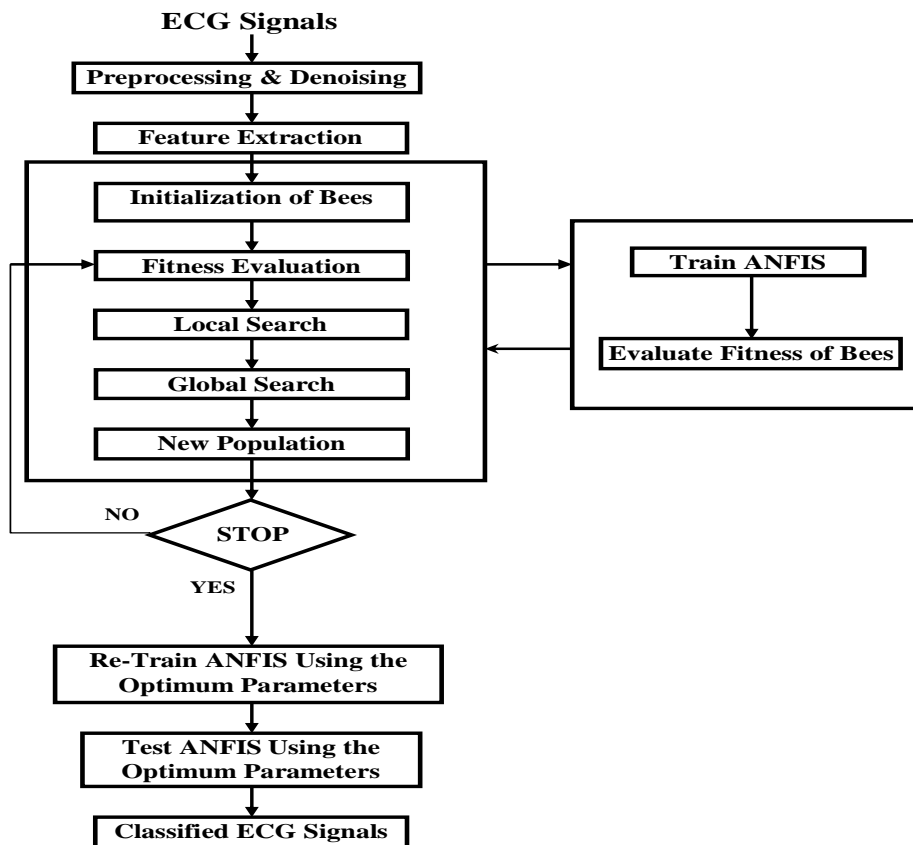 ECG Signals
Preprocessing & Denoising
Feature Extraction
Initialization of Bees
Fitness Evaluation
Local Search
Global Search
New Population
Train ANFIS
Evaluate Fitness of Bees
NO
STOP
YES
Re-Train ANFIS Using the
Optimum Parameters
Test ANFIS Using the
Optimum Parameters
Classified ECG Signals